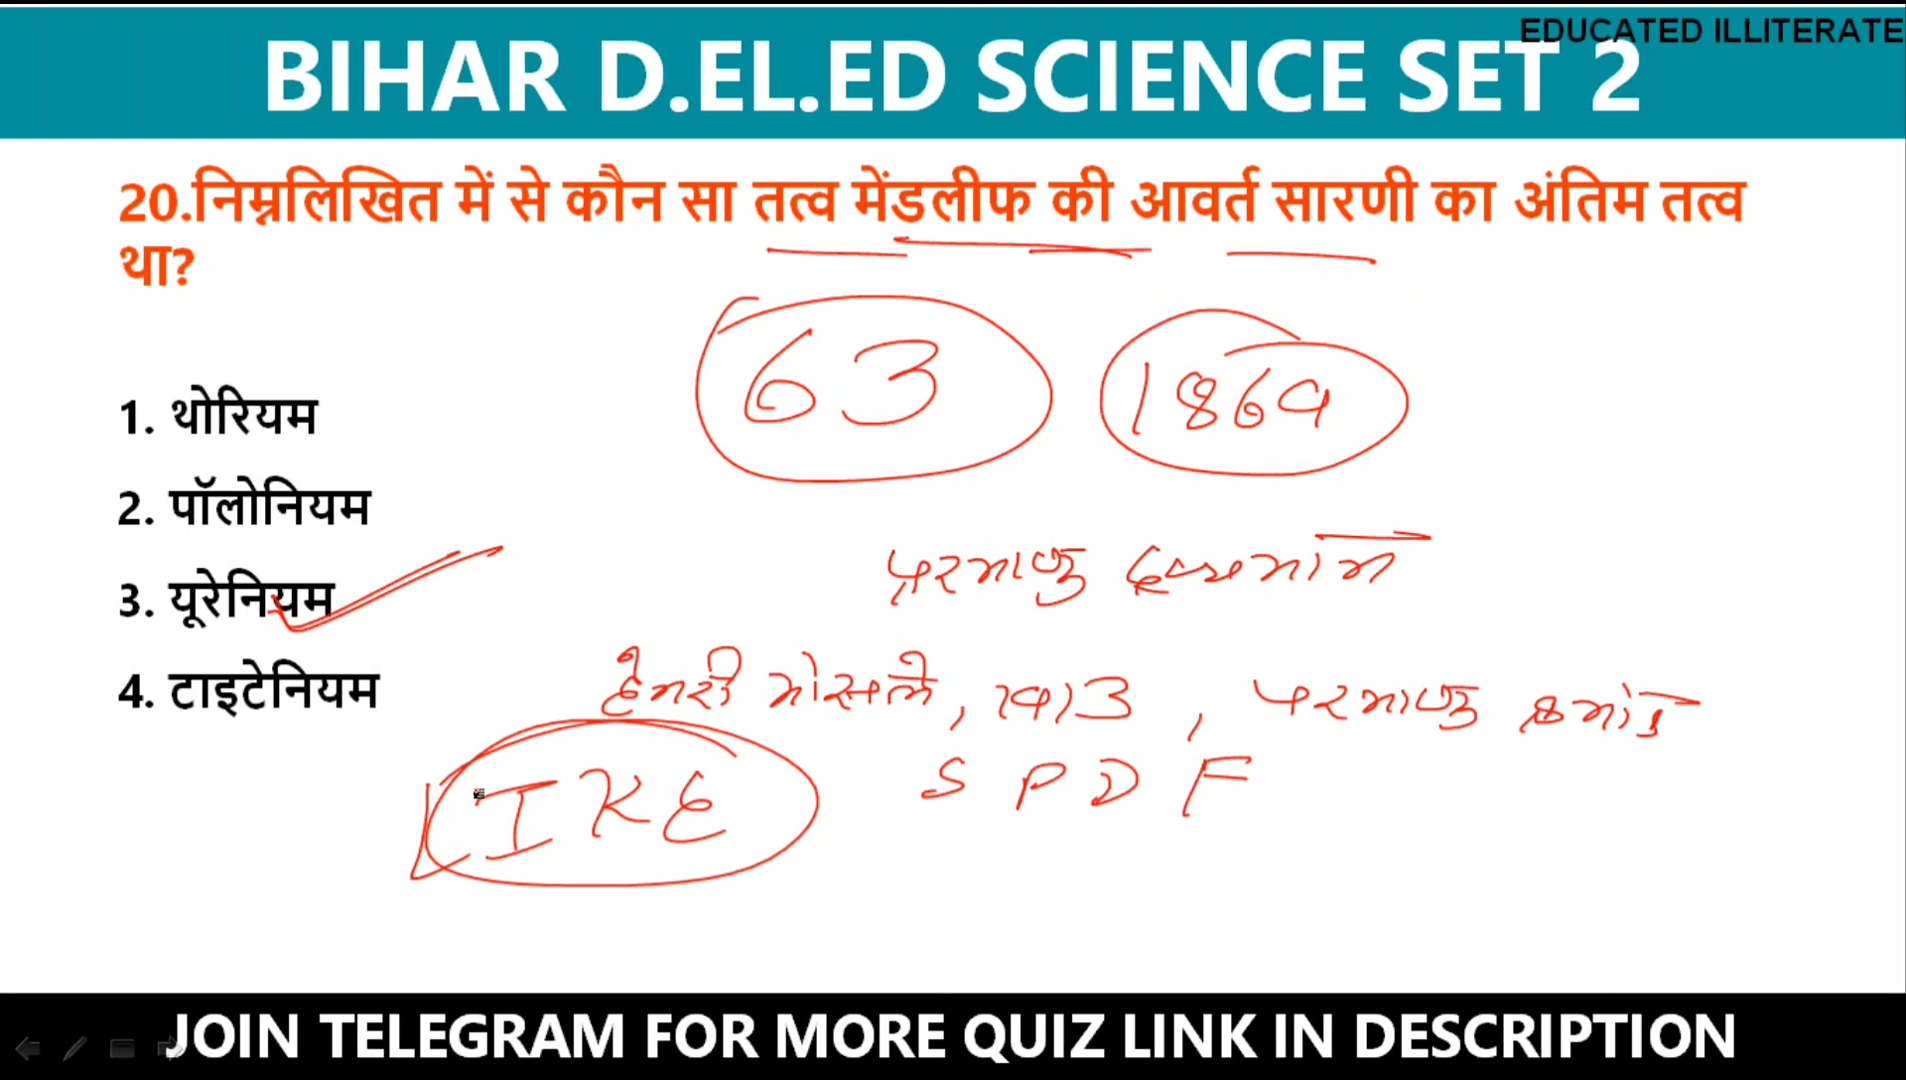 EDUCATED ILLITERATE
BIHAR D.EL.ED SCIENCE SET 2
20.निम्नलिखित में से कौन सा तत्व मेंडलीफ की आवर्त सारणी का अंतिम तत्व
था?
63 1869
1. थोरियम
2. पॉलोनियम
परमाणु द्रव्यमान
3. यूरेनियम
हेनरी मोसले, 1913, परमाणु क्रमांक
4. टाइटेनियम
S P D F
JOIN TELEGRAM FOR MORE QUIZ LINK IN DESCRIPTION